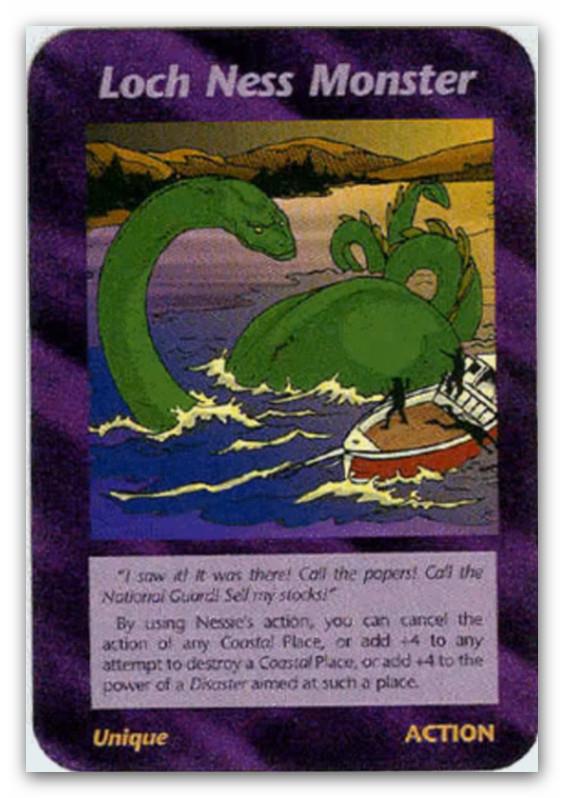 Loch Ness Monster
"I saw it! It was there! Call the papers! Call the
National Guard! Sell my stocks!"
By using Nessie's action, you can cancel the
action of any Coastal Place, or add +4 to any
attempt to destroy a Coastal Place, or add +4 to the
power of a Disaster aimed at such a place.
Unique
ACTION